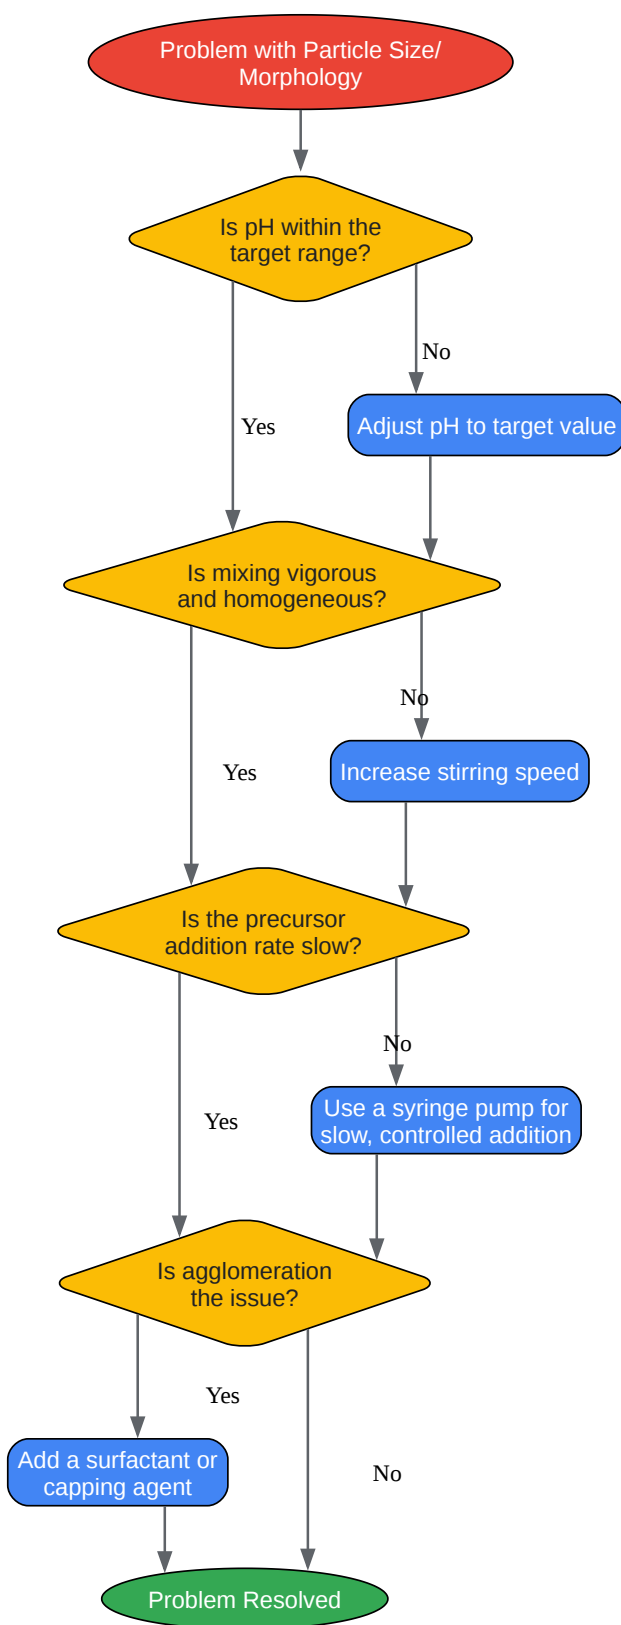 Problem with Particle Size/
Morphology
Is pH within the
target range?
No
Yes
Adjust pH to target value
Is mixing vigorous
and homogeneous?
No
Yes
Increase stirring speed
Is the precursor
addition rate slow?
No
Yes
Use a syringe pump for
slow, controlled addition
Is agglomeration
the issue?
Yes
No
Add a surfactant or
capping agent
Problem Resolved